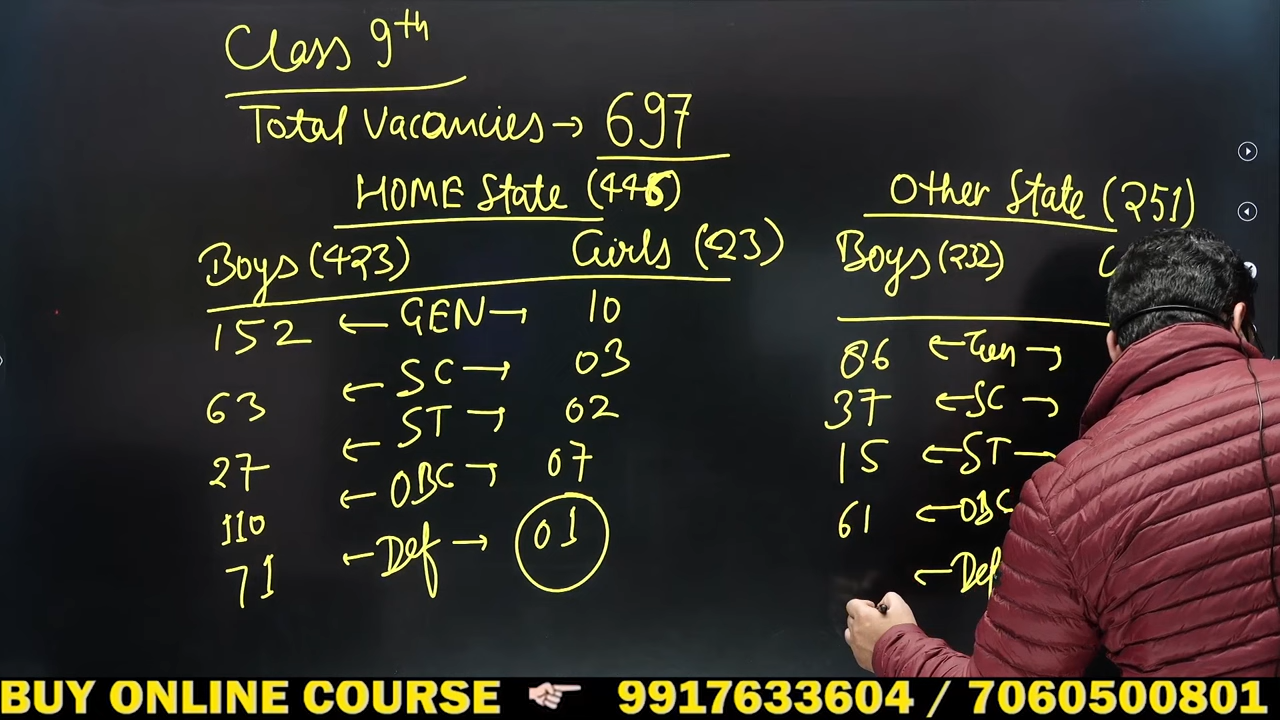 Class 9th
Total Vacancies → 697
HOME State (446)
Boys (423) Girls (23)
152 ← GEN → 10
63 ← SC → 03
27 ← ST → 02
110 ← OBC → 07
71 ← Def → 01
Other State (251)
Boys (232)
86 ← Gen →
37 ← SC →
15 ← ST →
61 ← OBC
← Def
BUY ONLINE COURSE 9917633604 / 7060500801